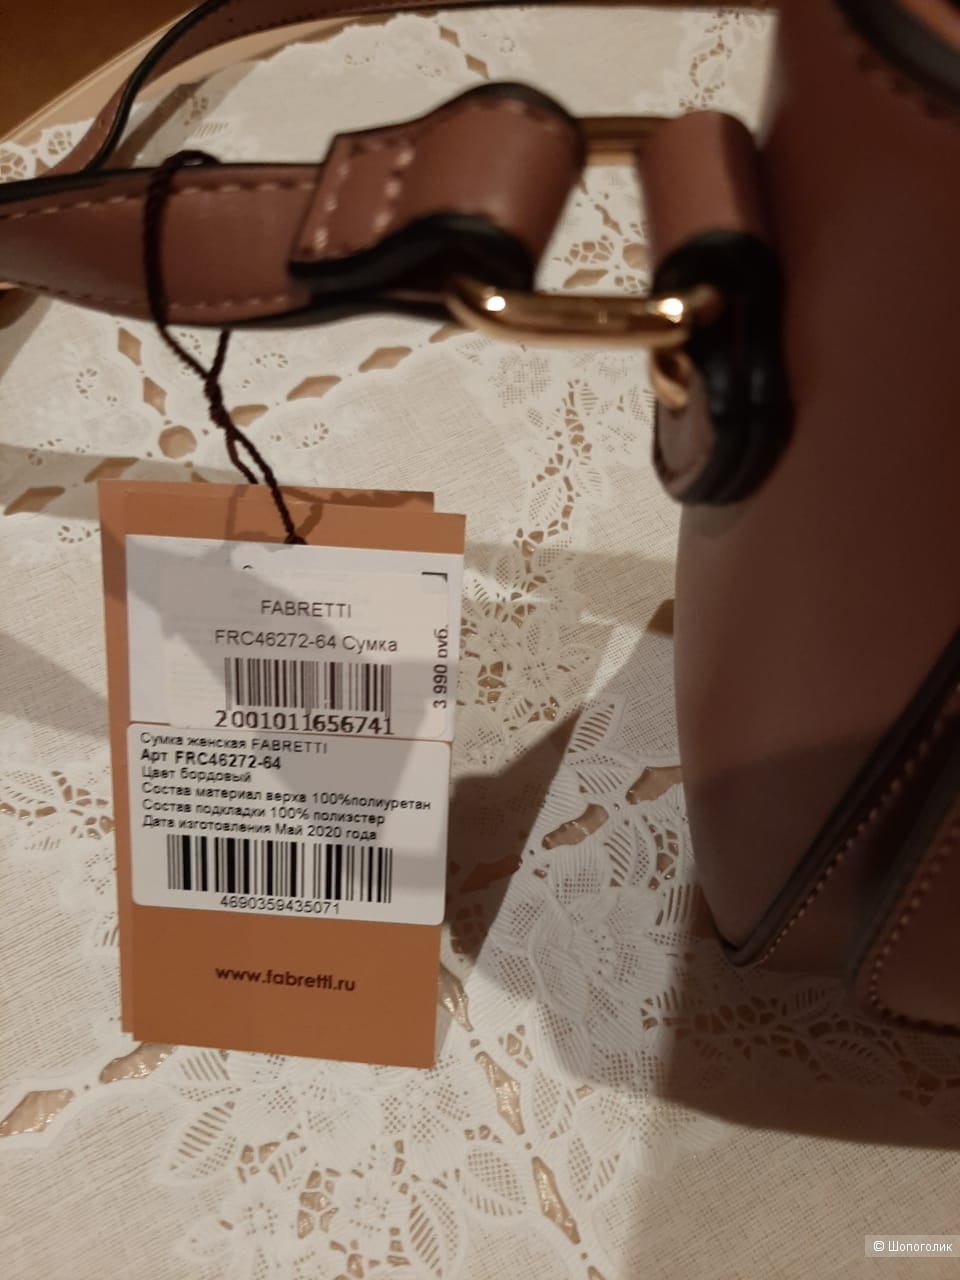 FABRETTI
FRC46272-64 Сумка
3 990 руб.
2001011656741
Сумка женская FABRETTI
Арт FRC46272-64
Цвет бордовый
Состав материал верха 100%полиуретан
Состав подкладки 100% полиэстер
Дата изготовления Май 2020 года
4690359435071
www.fabretti.ru
© Шопоголик